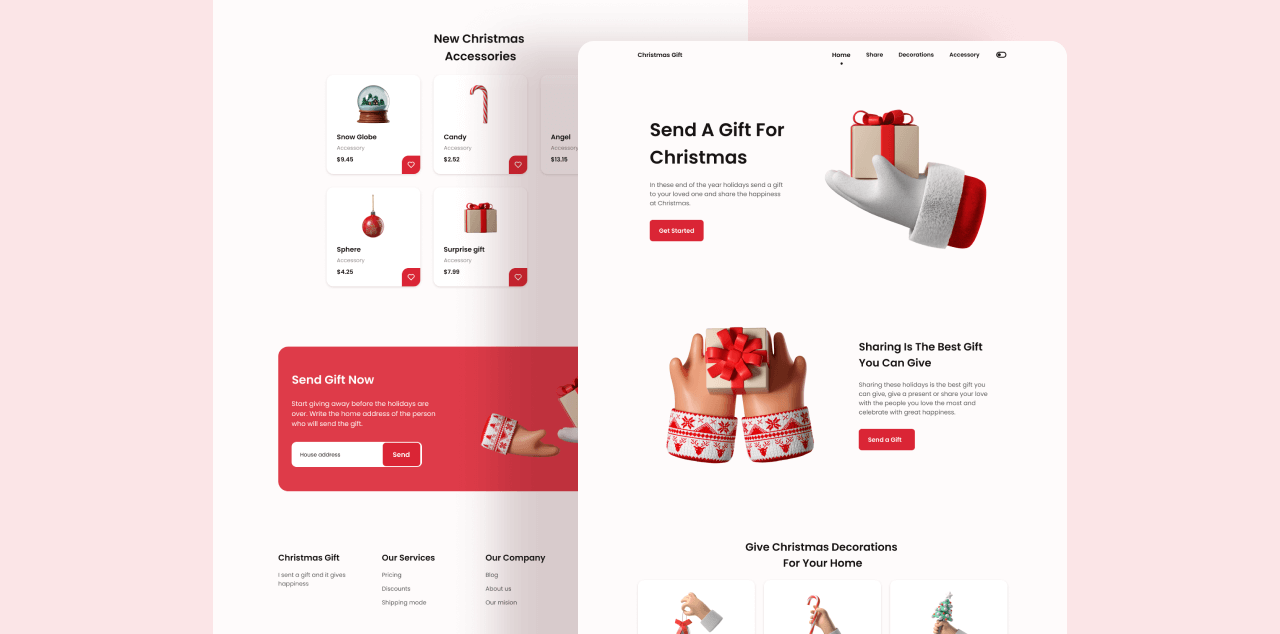 New Christmas
Accessories
Snow Globe
Accessory
$9.45
Candy
Accessory
$2.52
Angel
Accessory
$13.15
Sphere
Accessory
$4.25
Surprise gift
Accessory
$7.99
Send Gift Now
Start giving away before the holidays are
over. Write the home address of the person
who will send the gift.
House address
Send
Christmas Gift
I sent a gift and it gives
happiness
Our Services
Pricing
Discounts
Shipping mode
Our Company
Blog
About us
Our mision
Christmas Gift
Home
Share
Decorations
Accessory
Send A Gift For
Christmas
In these end of the year holidays send a gift
to your loved one and share the happiness
at Christmas.
Get Started
Sharing Is The Best Gift
You Can Give
Sharing these holidays is the best gift you
can give, give a present or share your love
with the people you love the most and
celebrate with great happiness.
Send a Gift
Give Christmas Decorations
For Your Home